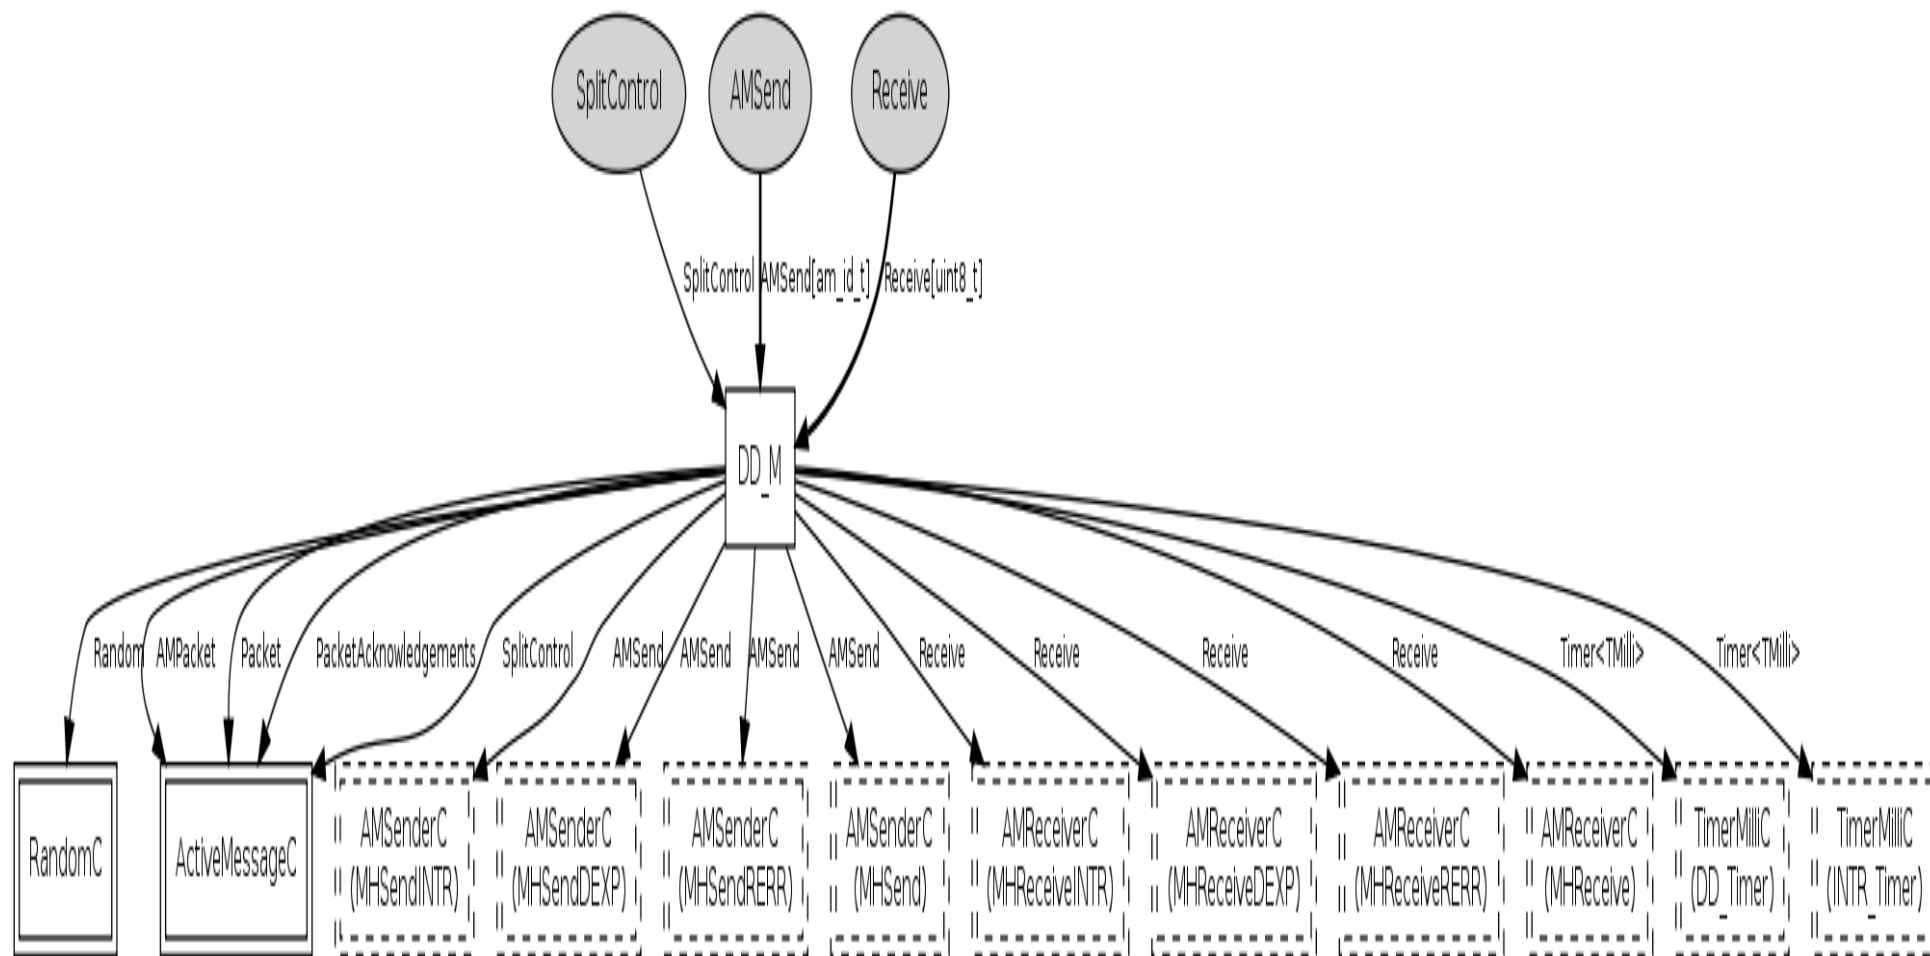 SplitControl
AMSend
Receive
SplitControl
AMSend[am_id_t]
Receive[uint8_t]
DD_M
Random
AMPacket
Packet
PacketAcknowledgements
SplitControl
AMSend
AMSend
AMSend
AMSend
Receive
Receive
Receive
Receive
Timer<TMilli>
Timer<TMilli>
RandomC
ActiveMessageC
AMSenderC
(MHSendINTR)
AMSenderC
(MHSendDEXP)
AMSenderC
(MHSendRERR)
AMSenderC
(MHSend)
AMReceiverC
(MHReceiveINTR)
AMReceiverC
(MHReceiveDEXP)
AMReceiverC
(MHReceiveRERR)
AMReceiverC
(MHReceive)
TimerMilliC
(DD_Timer)
TimerMilliC
(INTR_Timer)